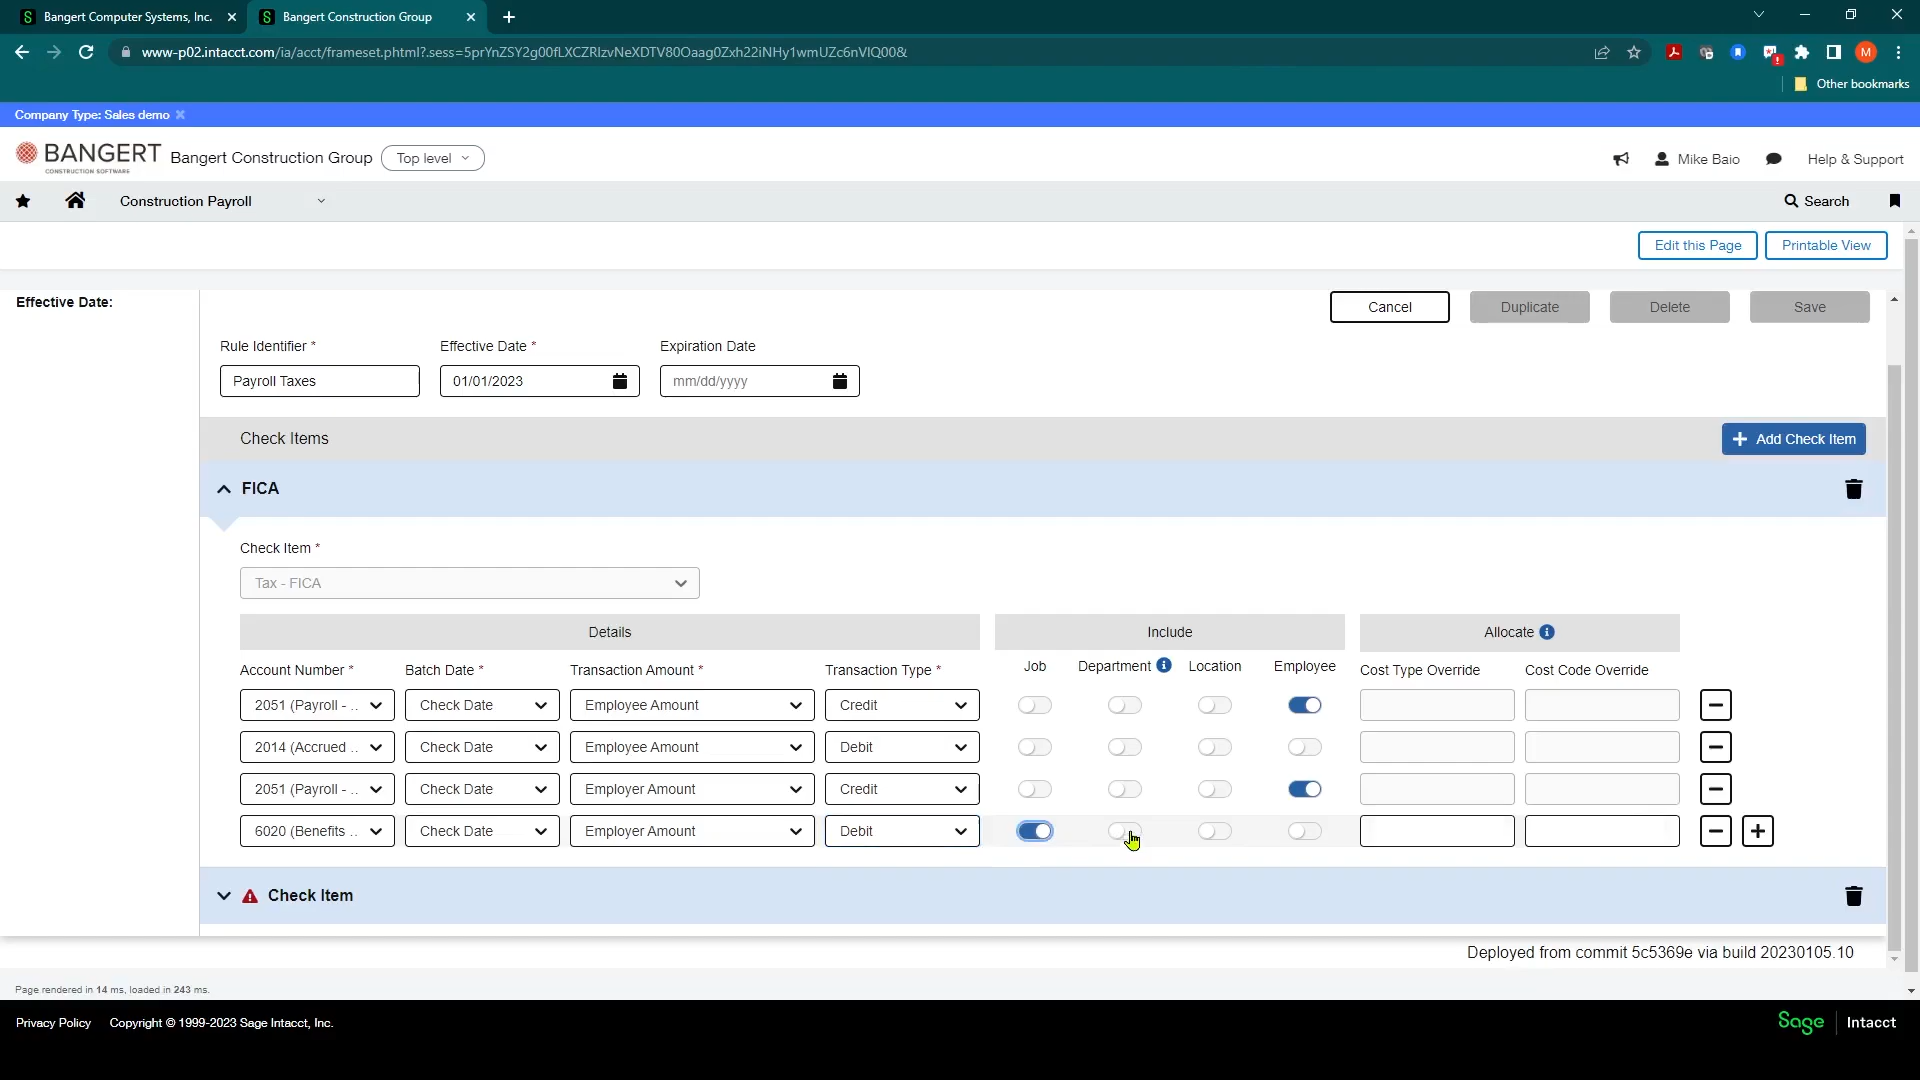 Bangert Computer Systems, Inc.
Bangert Construction Group
www-p02.intacct.com/ia/acct/frameset.phtml?.sess=5prYnZSY2g00fLXCZRIzvNeXDTV80Oaag0Zxh22iNHy1wmUZc6nVIQ00&
M
Other bookmarks
Company Type: Sales demo
BANGERT
CONSTRUCTION SOFTWARE
Bangert Construction Group
Top level
Mike Baio
Help & Support
Construction Payroll
Search
Edit this Page
Printable View
Effective Date:
Cancel
Duplicate
Delete
Save
Rule Identifier *
Effective Date *
Expiration Date
Payroll Taxes
01/01/2023
mm/dd/yyyy
Check Items
+ Add Check Item
FICA
Check Item *
Tax - FICA
Details
Include
Allocate
Account Number *
Batch Date *
Transaction Amount *
Transaction Type *
Job
Department
Location
Employee
Cost Type Override
Cost Code Override
2051 (Payroll - ..
Check Date
Employee Amount
Credit
2014 (Accrued ..
Check Date
Employee Amount
Debit
2051 (Payroll - ..
Check Date
Employer Amount
Credit
6020 (Benefits ..
Check Date
Employer Amount
Debit
Check Item
Deployed from commit 5c5369e via build 20230105.10
Page rendered in 14 ms, loaded in 243 ms.
Privacy Policy
Copyright © 1999-2023 Sage Intacct, Inc.
Sage
Intacct